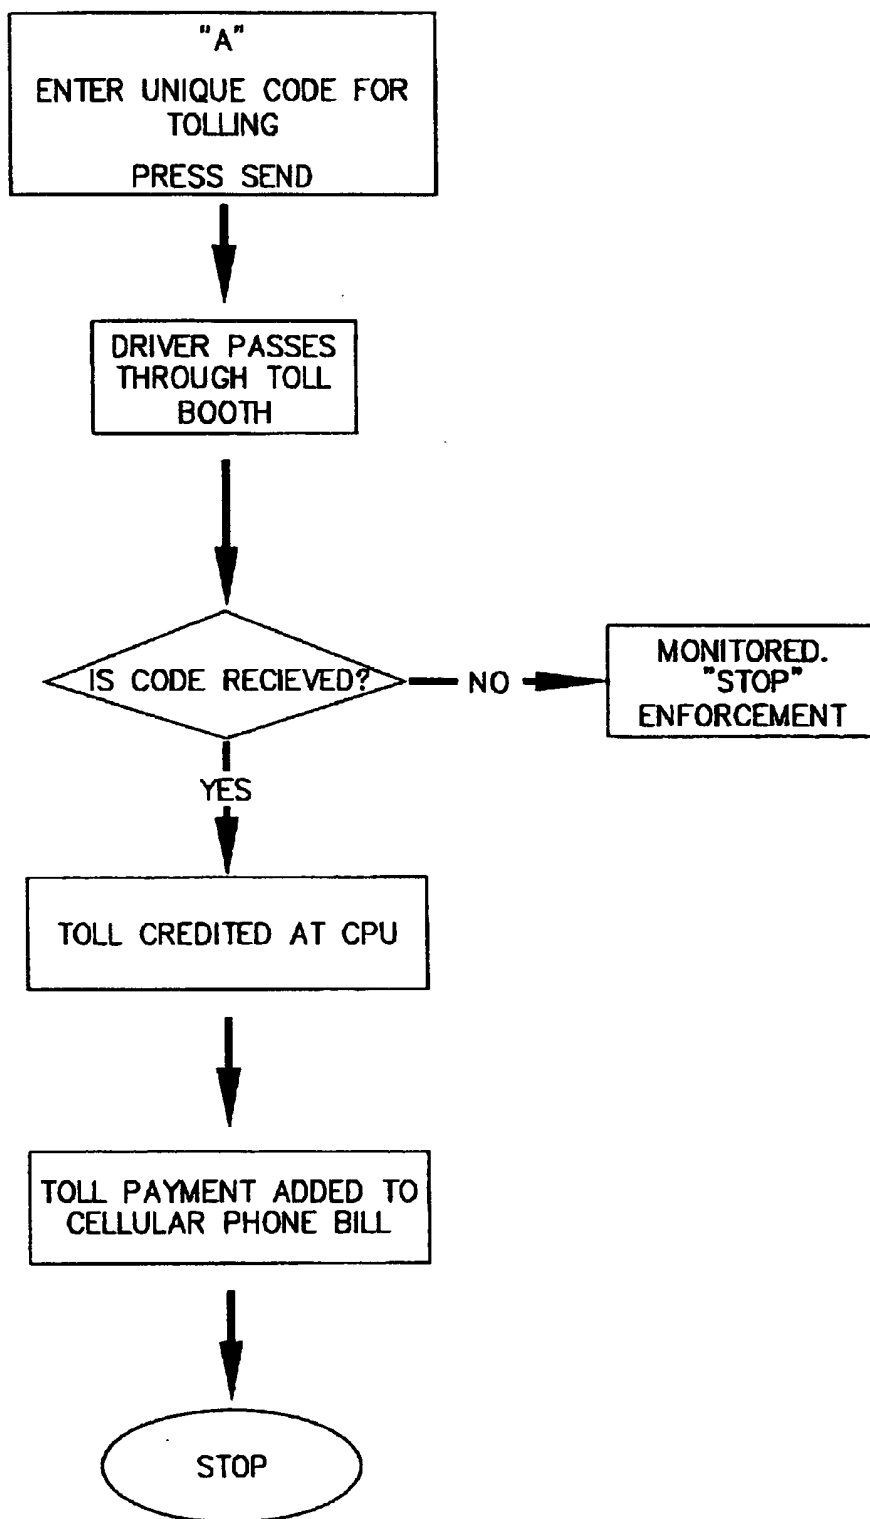 "A"
ENTER UNIQUE CODE FOR
TOLLING
PRESS SEND
DRIVER PASSES
THROUGH TOLL
BOOTH
IS CODE RECIEVED?
NO
MONITORED.
"STOP"
ENFORCEMENT
YES
TOLL CREDITED AT CPU
TOLL PAYMENT ADDED TO
CELLULAR PHONE BILL
STOP